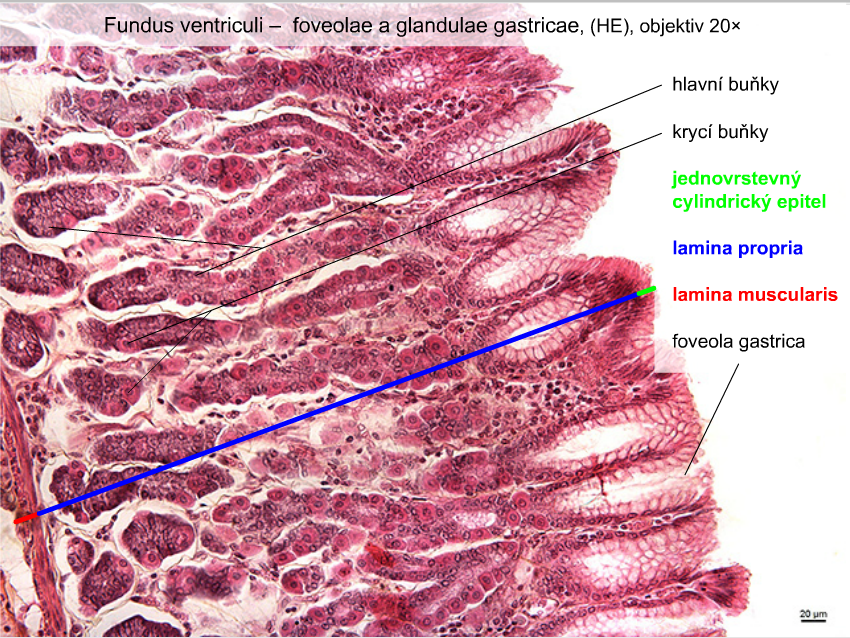 Fundus ventriculi – foveolae a glandulae gastricae, (HE), objektiv 20×
hlavní buňky
krycí buňky
jednovrstevný
cylindrický epitel
lamina propria
lamina muscularis
foveola gastrica
20 µm